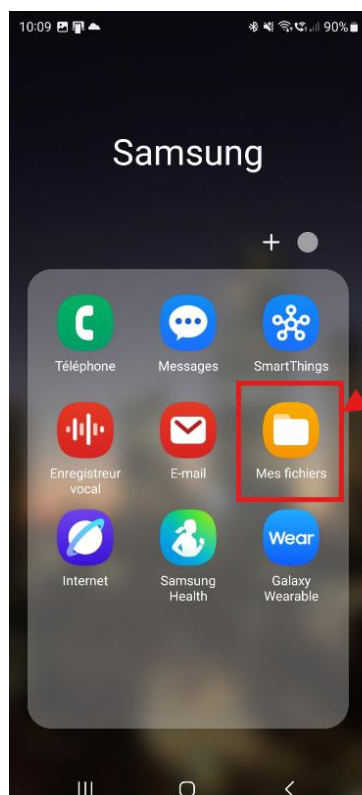 10:09 90%
Samsung
Téléphone Messages SmartThings
Enregistreur vocal E-mail Mes fichiers
Wear
Internet Samsung Health Galaxy Wearable